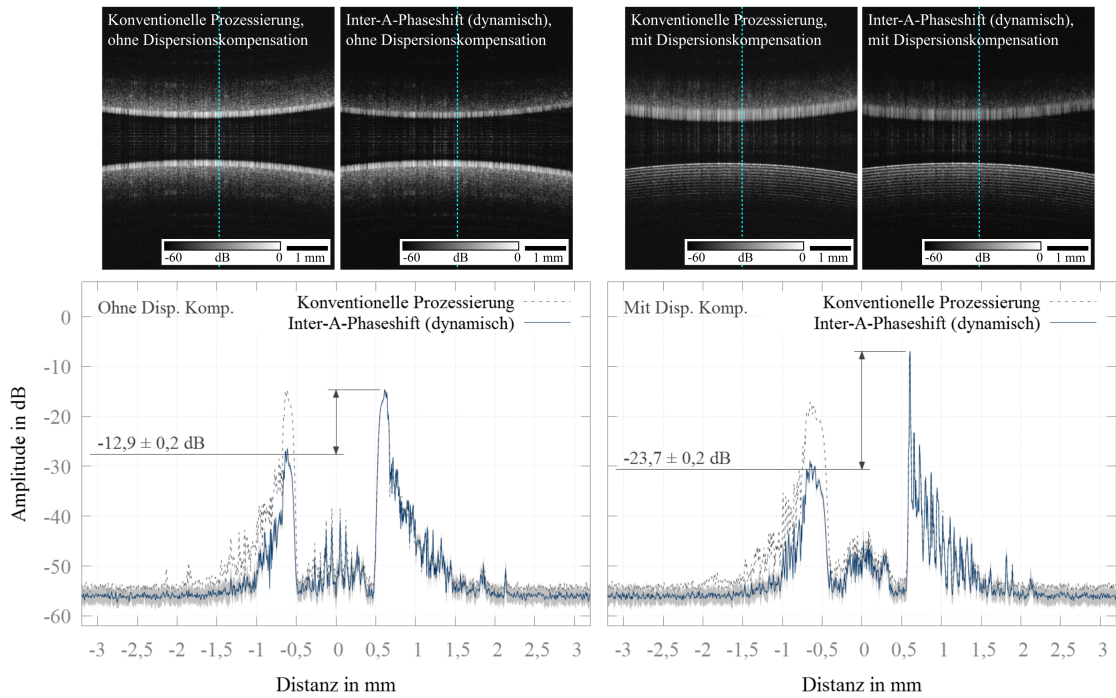 Konventionelle Prozessierung,
ohne Dispersionskompensation
Inter-A-Phaseshift (dynamisch),
ohne Dispersionskompensation
Konventionelle Prozessierung,
mit Dispersionskompensation
Inter-A-Phaseshift (dynamisch),
mit Dispersionskompensation
-60 dB 0 1 mm
-60 dB 0 1 mm
-60 dB 0 1 mm
-60 dB 0 1 mm
Ohne Disp. Komp.
Konventionelle Prozessierung
Inter-A-Phaseshift (dynamisch)
-12,9 ± 0,2 dB
Amplitude in dB
0
-10
-20
-30
-40
-50
-60
-3 -2,5 -2 -1,5 -1 -0,5 0 0,5 1 1,5 2 2,5 3
Distanz in mm
Mit Disp. Komp.
Konventionelle Prozessierung
Inter-A-Phaseshift (dynamisch)
-23,7 ± 0,2 dB
-3 -2,5 -2 -1,5 -1 -0,5 0 0,5 1 1,5 2 2,5 3
Distanz in mm